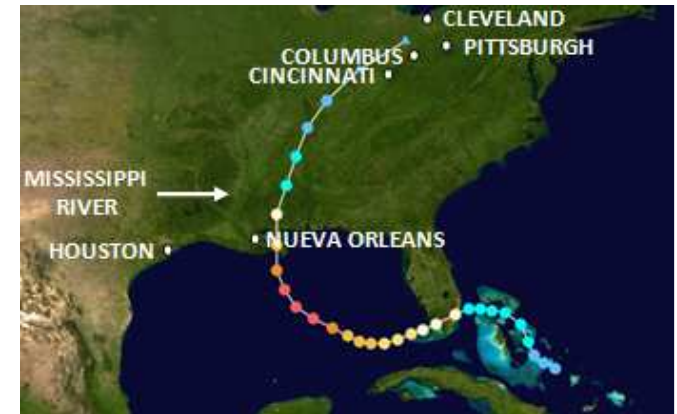 CLEVELAND
COLUMBUS
PITTSBURGH
CINCINNATI
MISSISSIPPI
RIVER
HOUSTON
NUEVA ORLEANS